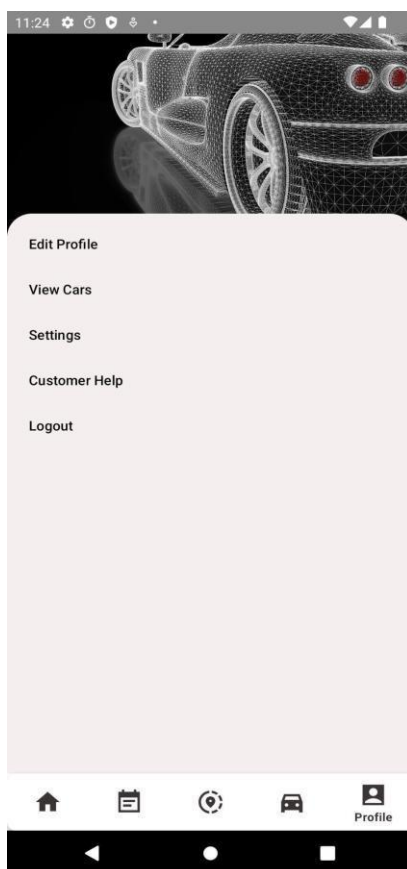 11:24
Edit Profile
View Cars
Settings
Customer Help
Logout
Profile